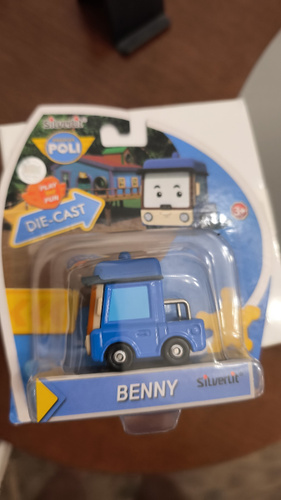 Silverlit
POLI
PLAY
FUN
DIE-CAST
3+
BENNY
Silverlit